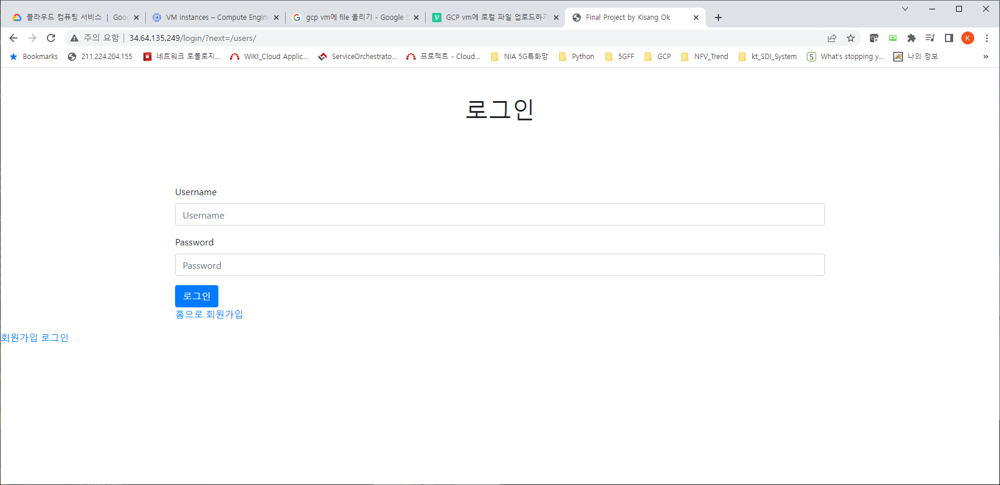 클라우드 컴퓨팅 서비스 | Goog
VM instances – Compute Engine
gcp vm에 file 올리기 - Google S
GCP vm에 로컬 파일 업로드하기
Final Project by Kisang Ok
주의 요함 34.64.135.249/login/?next=/users/
K
Bookmarks 211.224.204.155 네트워크 토폴로지... WIKI_Cloud Applic... ServiceOrchestrato... 프로젝트 - Cloud... NIA 5G특화망 Python 5GFF GCP NFV_Trend kt_SDI_System S What's stopping y... 나의 정보 »
로그인
Username
Username
Password
Password
로그인
홈으로 회원가입
회원가입 로그인